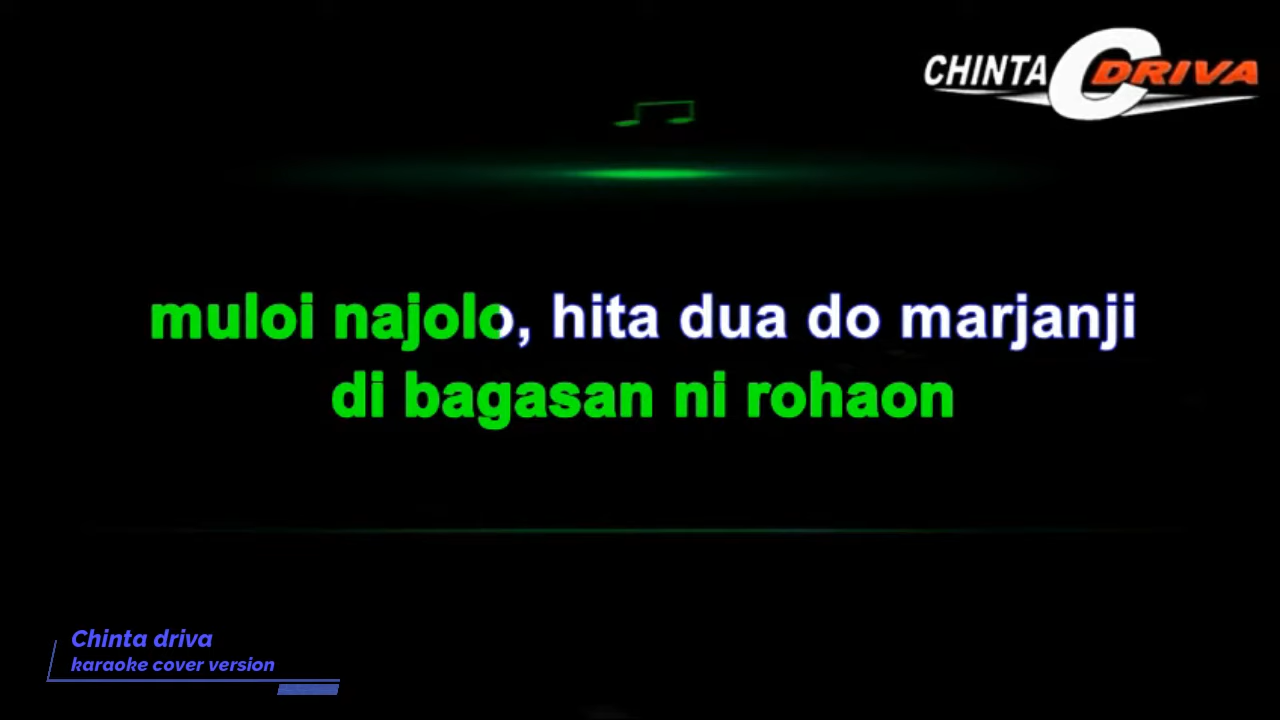 CHINTA C DRIVA
muloi najolo, hita dua do marjanji
di bagasan ni rohaon
Chinta driva
karaoke cover version